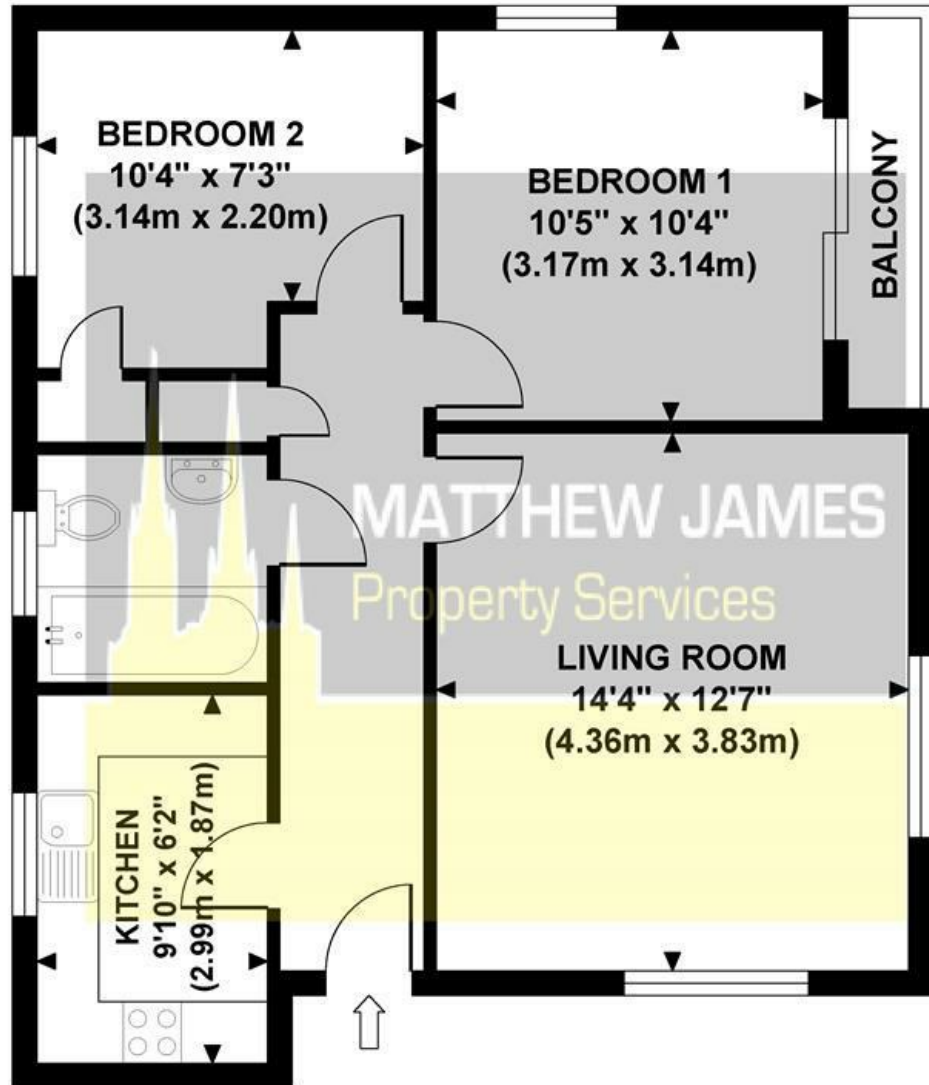 BEDROOM 2
10'4" x 7'3"
(3.14m x 2.20m)
BEDROOM 1
10'5" x 10'4"
(3.17m x 3.14m)
BALCONY
MATTHEW JAMES
Property Services
LIVING ROOM
14'4" x 12'7"
(4.36m x 3.83m)
KITCHEN
9'10" x 6'2"
(2.99m x 1.87m)